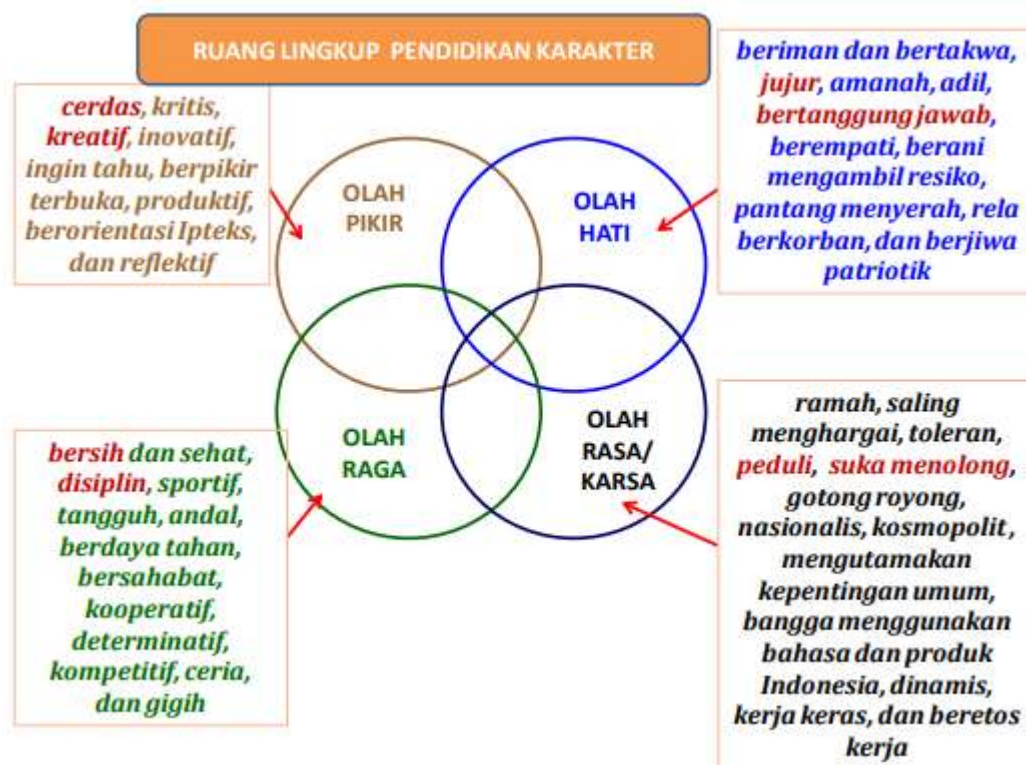 RUANG LINGKUP PENDIDIKAN KARAKTER
cerdas, kritis,
kreatif, inovatif,
ingin tahu, berpikir
terbuka, produktif,
berorientasi Ipteks,
dan reflektif
OLAH
PIKIR
OLAH
HATI
beriman dan bertakwa,
jujur, amanah, adil,
bertanggung jawab,
berempati, berani
mengambil resiko,
pantang menyerah, rela
berkorban, dan berjiwa
patriotik
bersih dan sehat,
disiplin, sportif,
tangguh, andal,
berdaya tahan,
bersahabat,
kooperatif,
determinatif,
kompetitif, ceria,
dan gigih
OLAH
RAGA
OLAH
RASA/
KARSA
ramah, saling
menghargai, toleran,
peduli, suka menolong,
gotong royong,
nasionalis, kosmopolit,
mengutamakan
kepentingan umum,
bangga menggunakan
bahasa dan produk
Indonesia, dinamis,
kerja keras, dan beretos
kerja